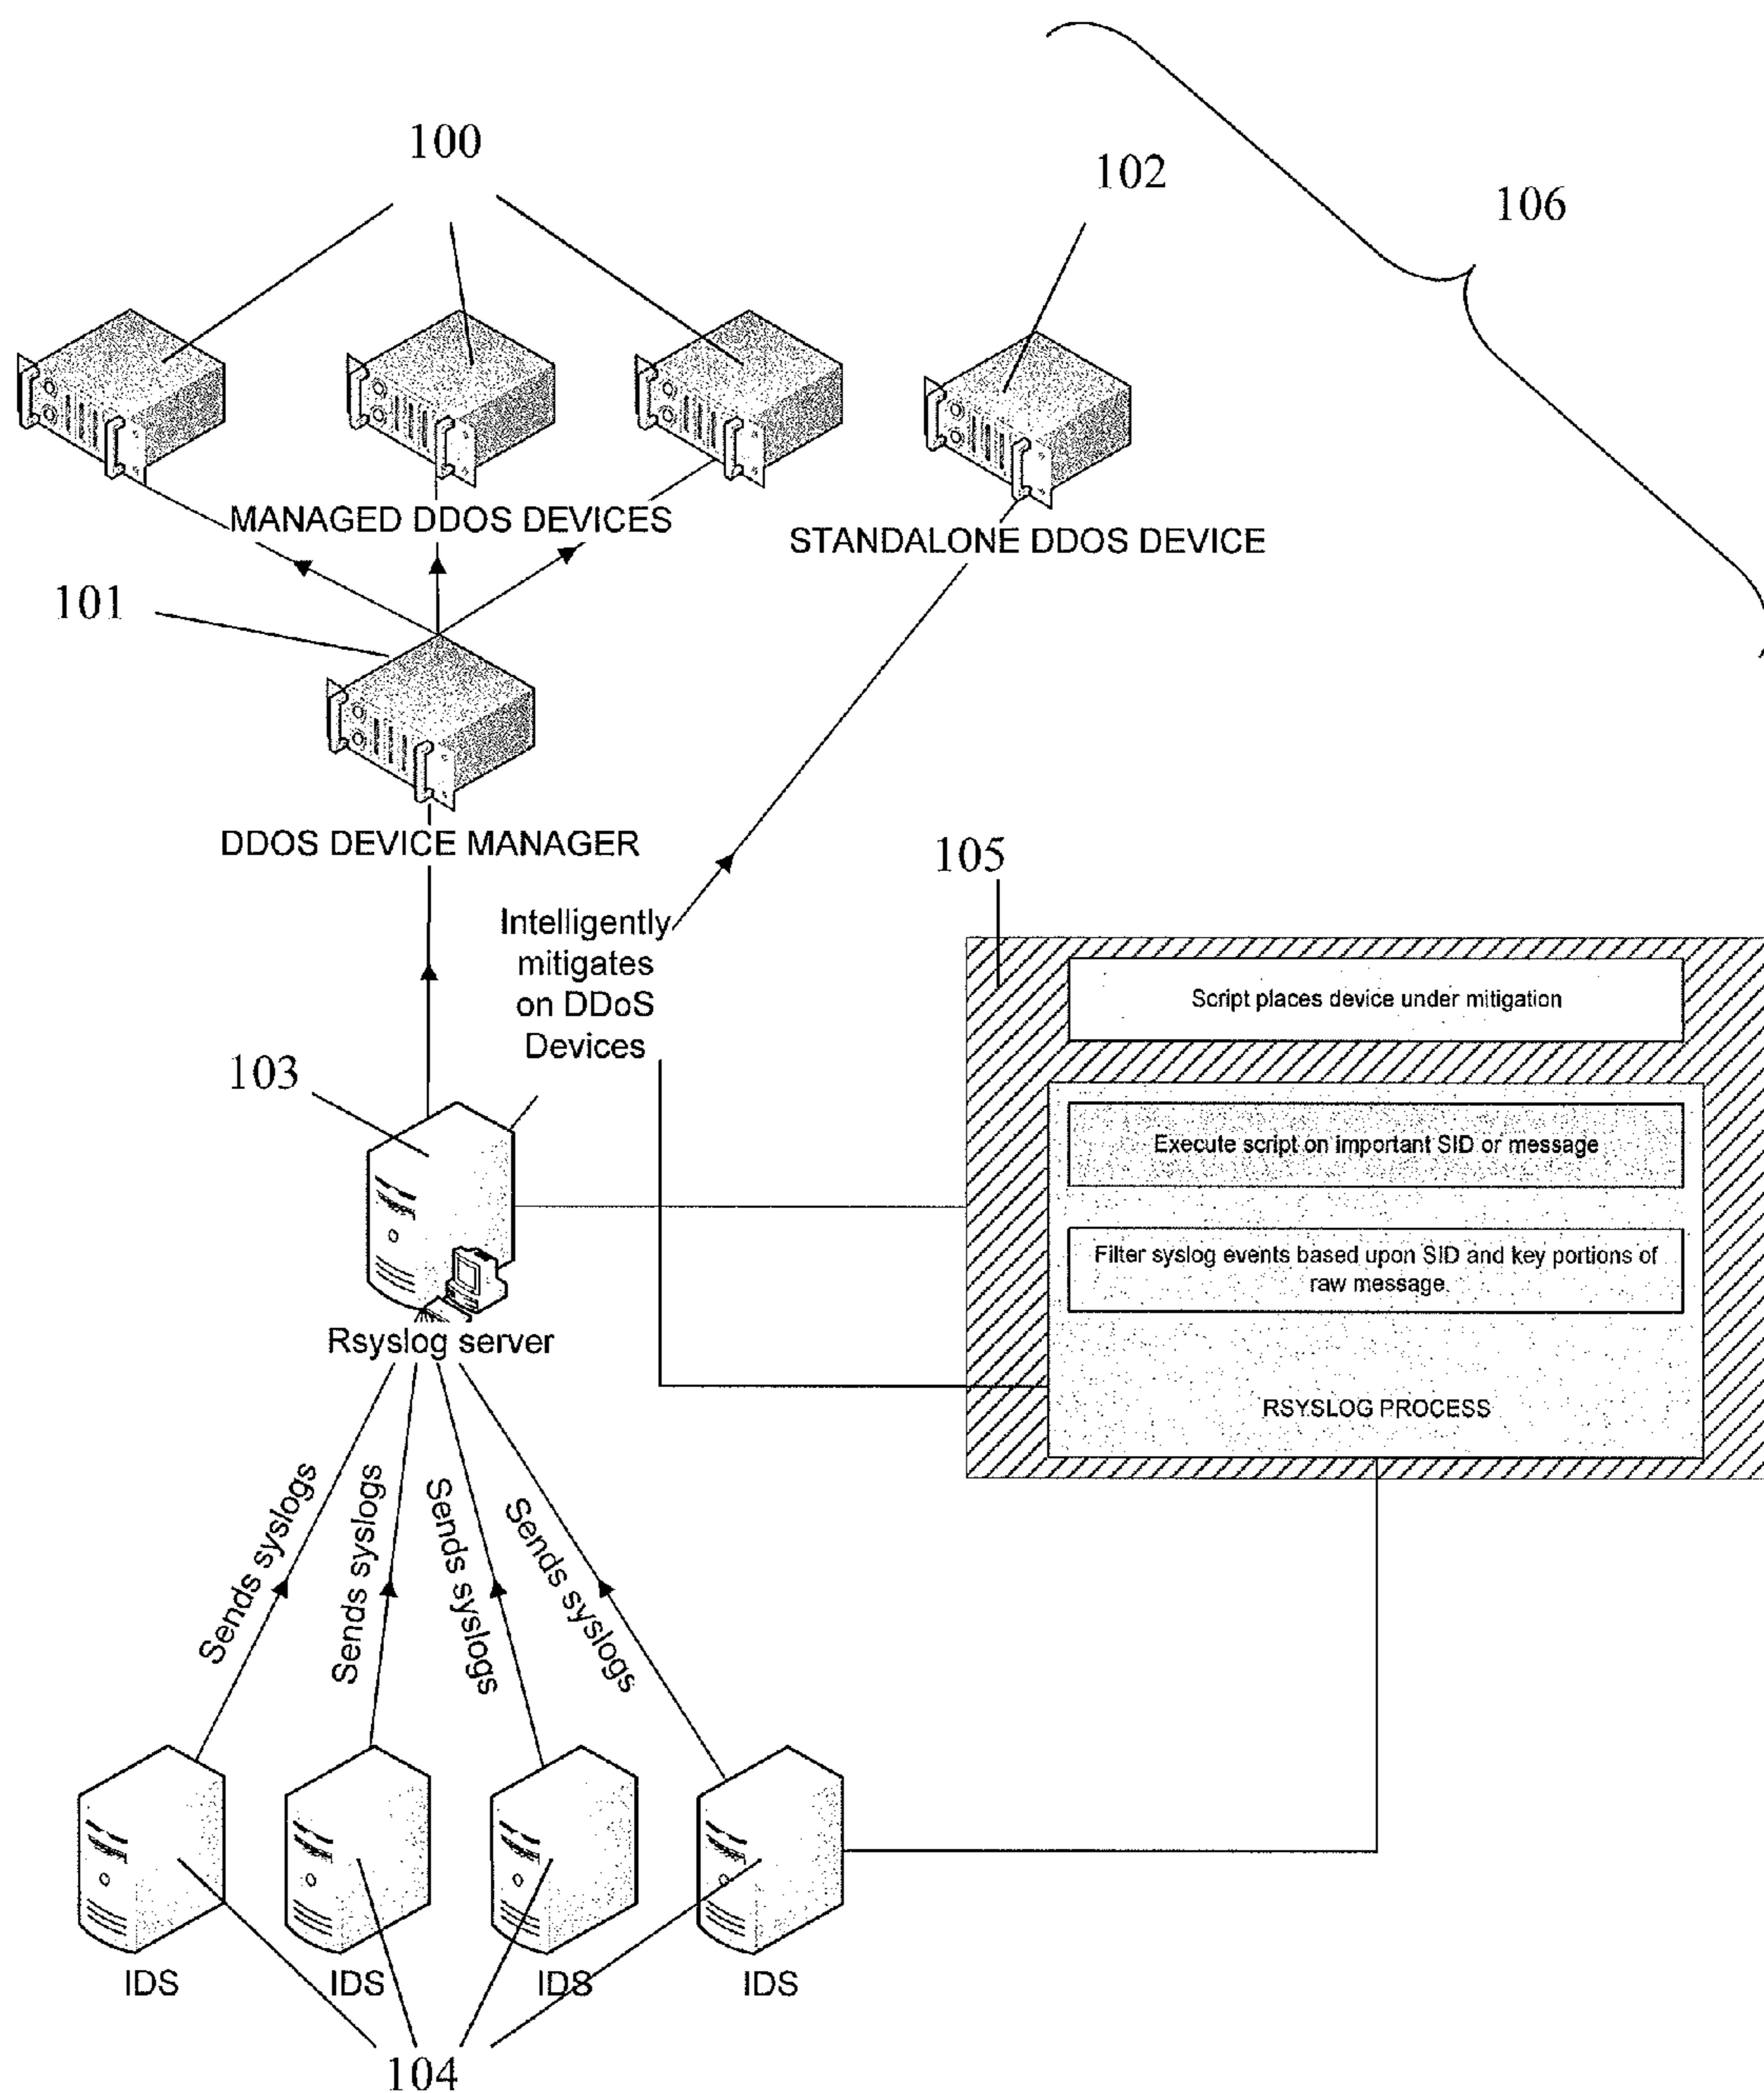 100
102
106
MANAGED DDOS DEVICES
STANDALONE DDOS DEVICE
101
DDOS DEVICE MANAGER
105
Intelligently
mitigates
on DDoS
Devices
Script places device under mitigation
103
Execute script on important SID or message
Filter syslog events based upon SID and key portions of
raw message.
Rsyslog server
RSYSLOG PROCESS
Sends syslogs
Sends syslogs
Sends syslogs
Sends syslogs
IDS
IDS
IDS
IDS
104